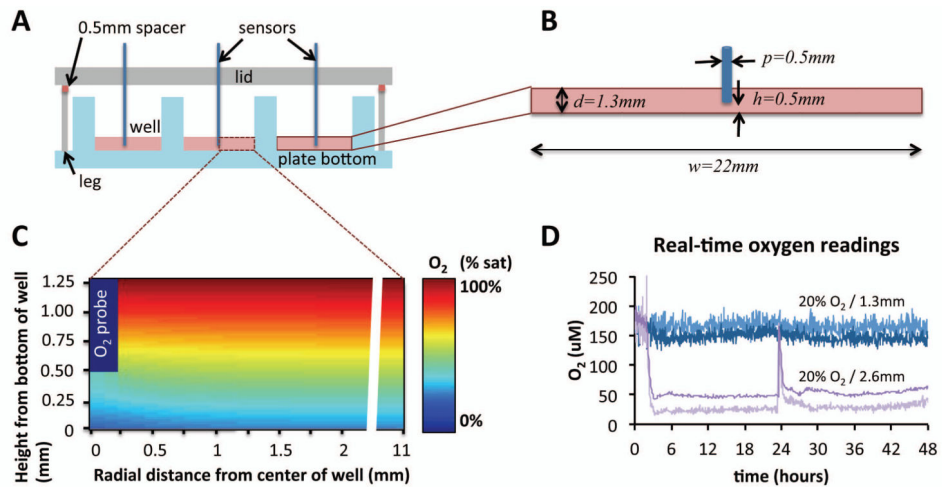 A
0.5mm spacer
sensors
lid
well
plate bottom
leg
B
p=0.5mm
d=1.3mm
h=0.5mm
w=22mm
C
O2 (% sat)
100%
0%
Height from bottom of well
(mm)
1.25
1.00
0.75
0.50
0.25
0
O2 probe
0 0.5 1 1.5 2 11
Radial distance from center of well (mm)
D
Real-time oxygen readings
O2 (uM)
250
200
150
100
50
0
20% O2 / 1.3mm
20% O2 / 2.6mm
0 6 12 18 24 30 36 42 48
time (hours)